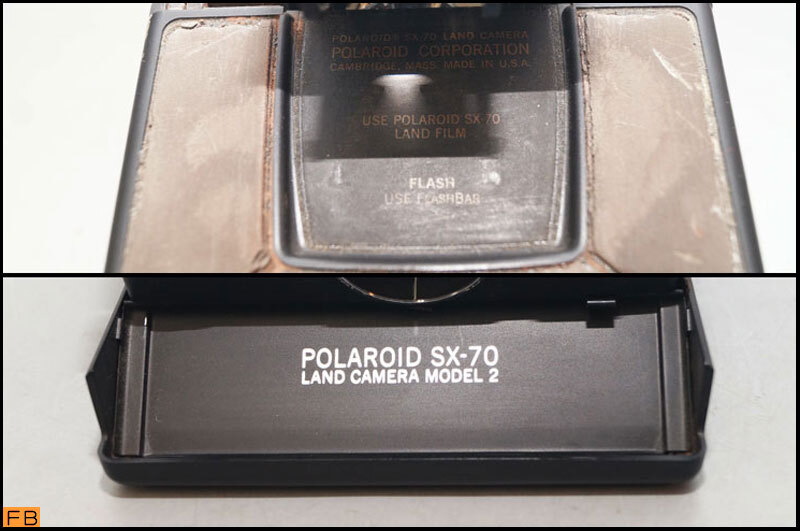 POLAROID® SX-70 LAND CAMERA
POLAROID CORPORATION
CAMBRIDGE, MASS. MADE IN U.S.A.
USE POLAROID SX-70
LAND FILM
FLASH
USE FLASHBAR
POLAROID SX-70
LAND CAMERA MODEL 2
FB